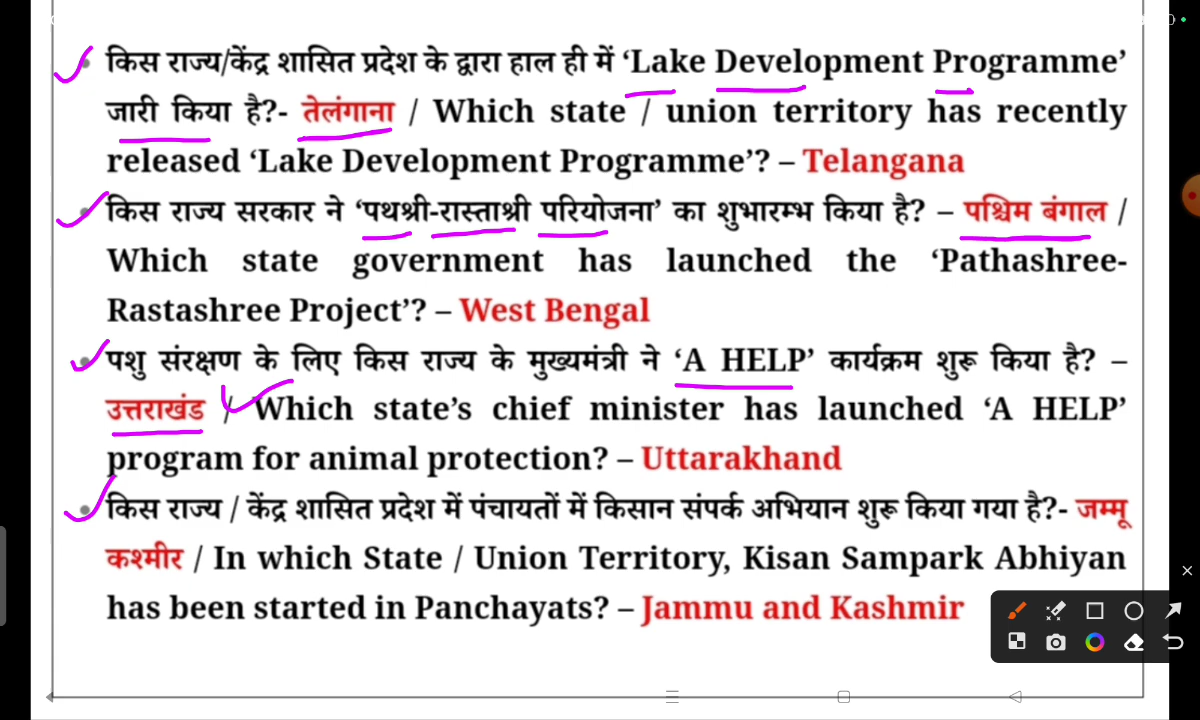 किस राज्य/केंद्र शासित प्रदेश के द्वारा हाल ही में ‘Lake Development Programme’
जारी किया है?- तेलंगाना / Which state / union territory has recently
released ‘Lake Development Programme’? – Telangana
किस राज्य सरकार ने ‘पथश्री-रास्ताश्री परियोजना’ का शुभारम्भ किया है? – पश्चिम बंगाल /
Which state government has launched the ‘Pathashree-
Rastashree Project’? – West Bengal
पशु संरक्षण के लिए किस राज्य के मुख्यमंत्री ने ‘A HELP’ कार्यक्रम शुरू किया है? –
उत्तराखंड / Which state’s chief minister has launched ‘A HELP’
program for animal protection? – Uttarakhand
किस राज्य / केंद्र शासित प्रदेश में पंचायतों में किसान संपर्क अभियान शुरू किया गया है?- जम्मू
कश्मीर / In which State / Union Territory, Kisan Sampark Abhiyan
has been started in Panchayats? – Jammu and Kashmir